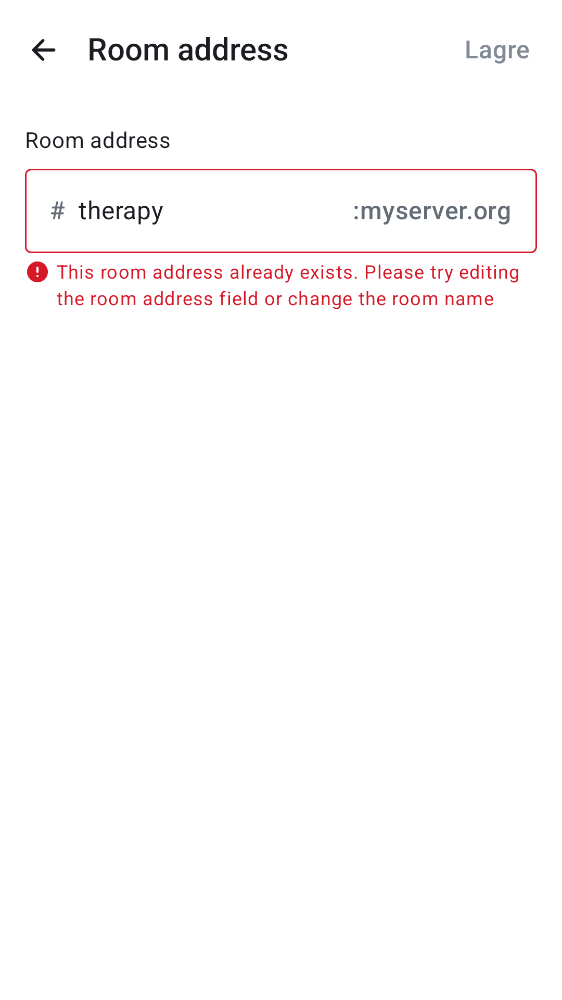 Room address
Lagre
Room address
# therapy :myserver.org
This room address already exists. Please try editing
the room address field or change the room name